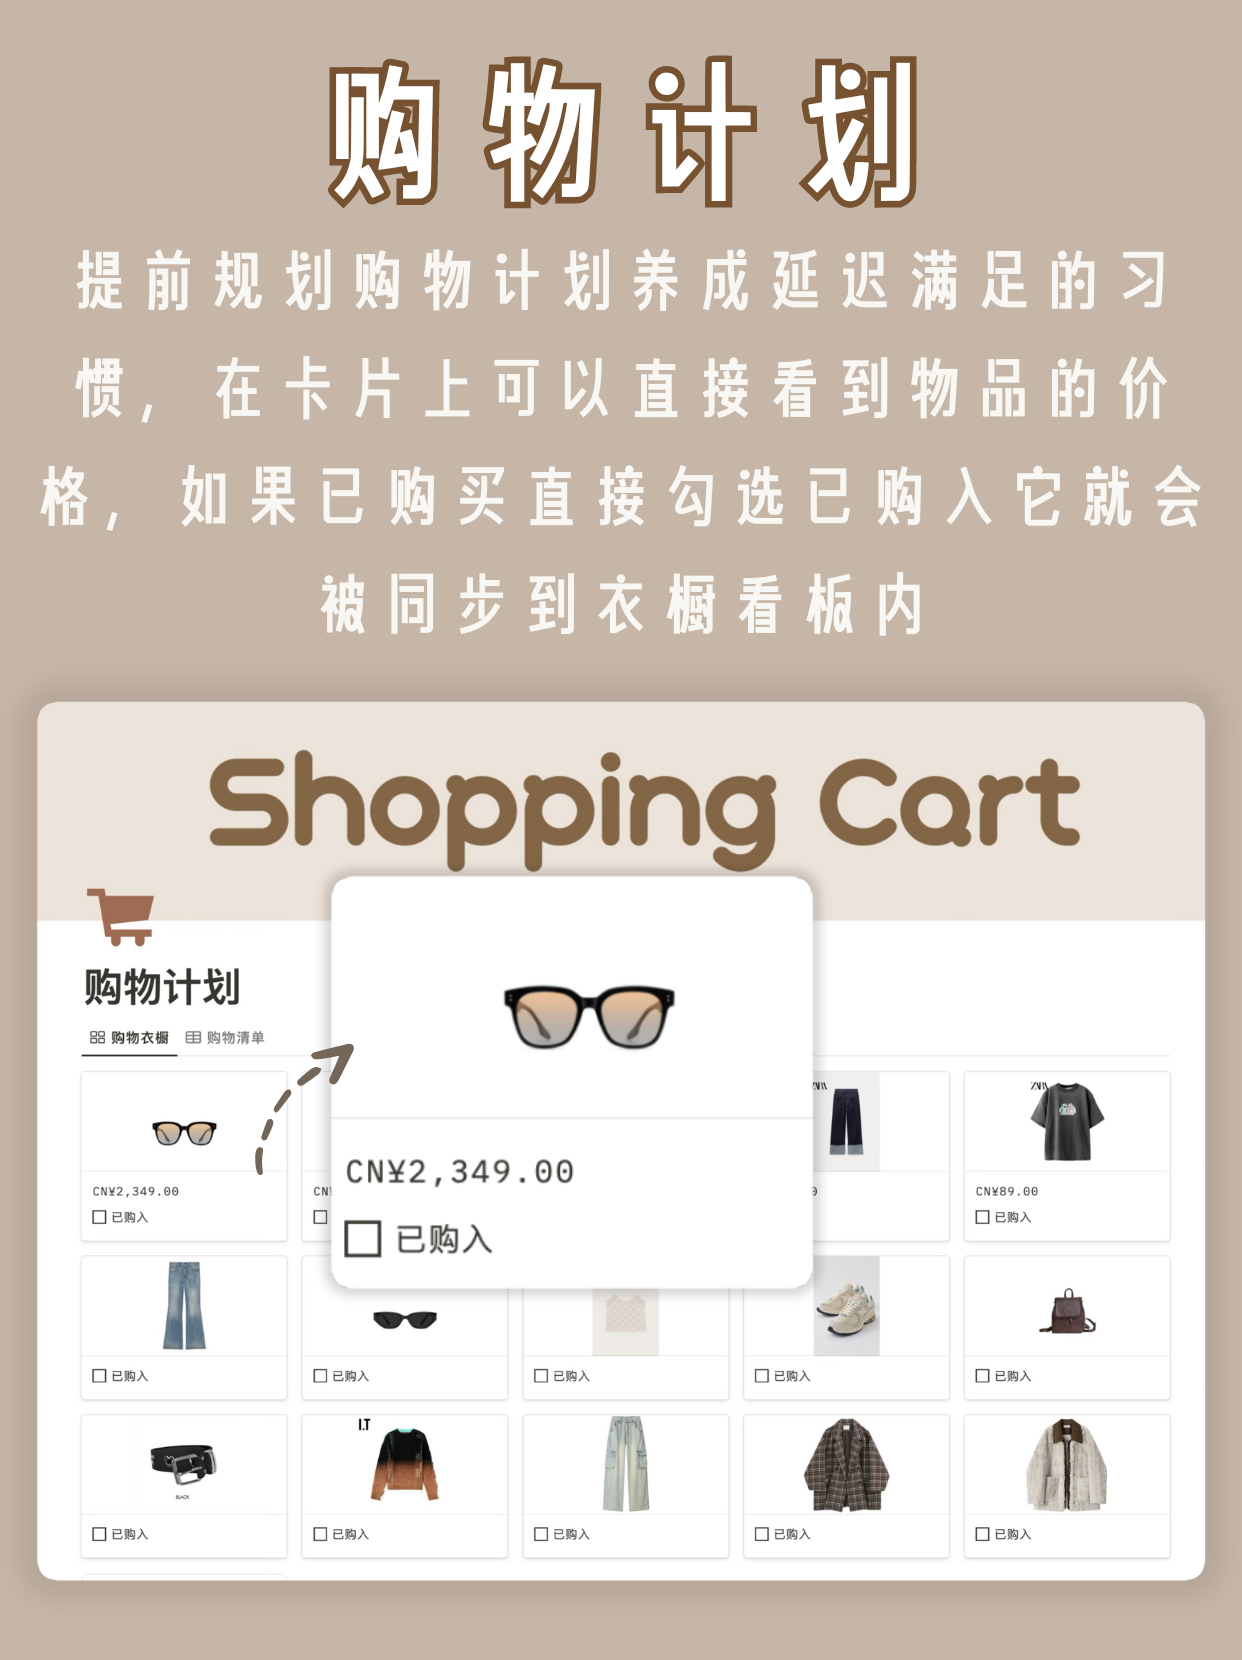 购物计划
提前规划购物计划养成延迟满足的习
惯，在卡片上可以直接看到物品的价
格，如果已购买直接勾选已购入它就会
被同步到衣橱看板内
Shopping Cart
购物计划
购物衣橱 购物清单
CN¥2,349.00
已购入
ZARA
CN¥2,349.00
已购入
CN¥89.00
已购入
已购入
已购入
已购入
已购入
已购入
BLACK
I.T
已购入
已购入
已购入
已购入
已购入